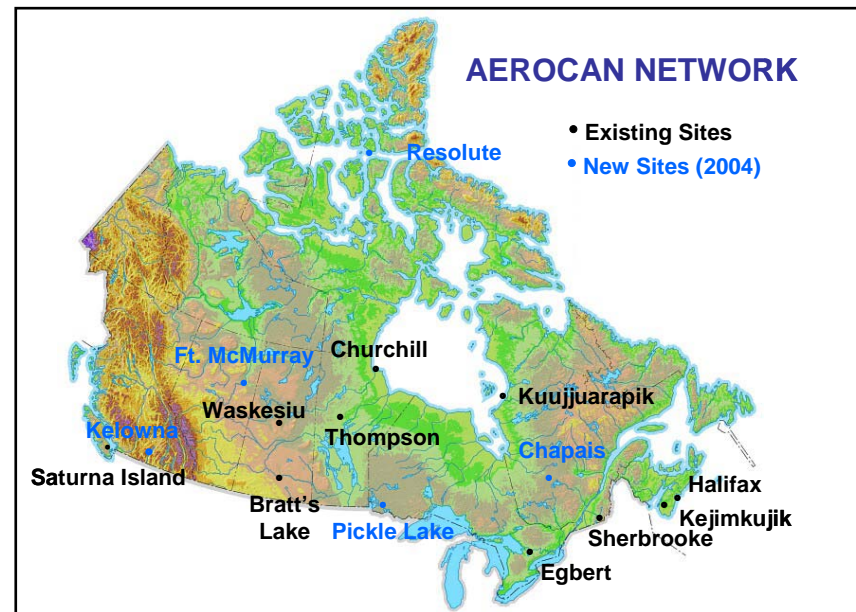 AEROCAN NETWORK
• Existing Sites
Resolute
• New Sites (2004)
Ft. McMurray
Churchill
Waskesiu
Kuujjuarapik
Kelowna
Thompson
Chapais
Saturna Island
Bratt's
Lake
Pickle Lake
Halifax
Kejimkujik
Sherbrooke
Egbert